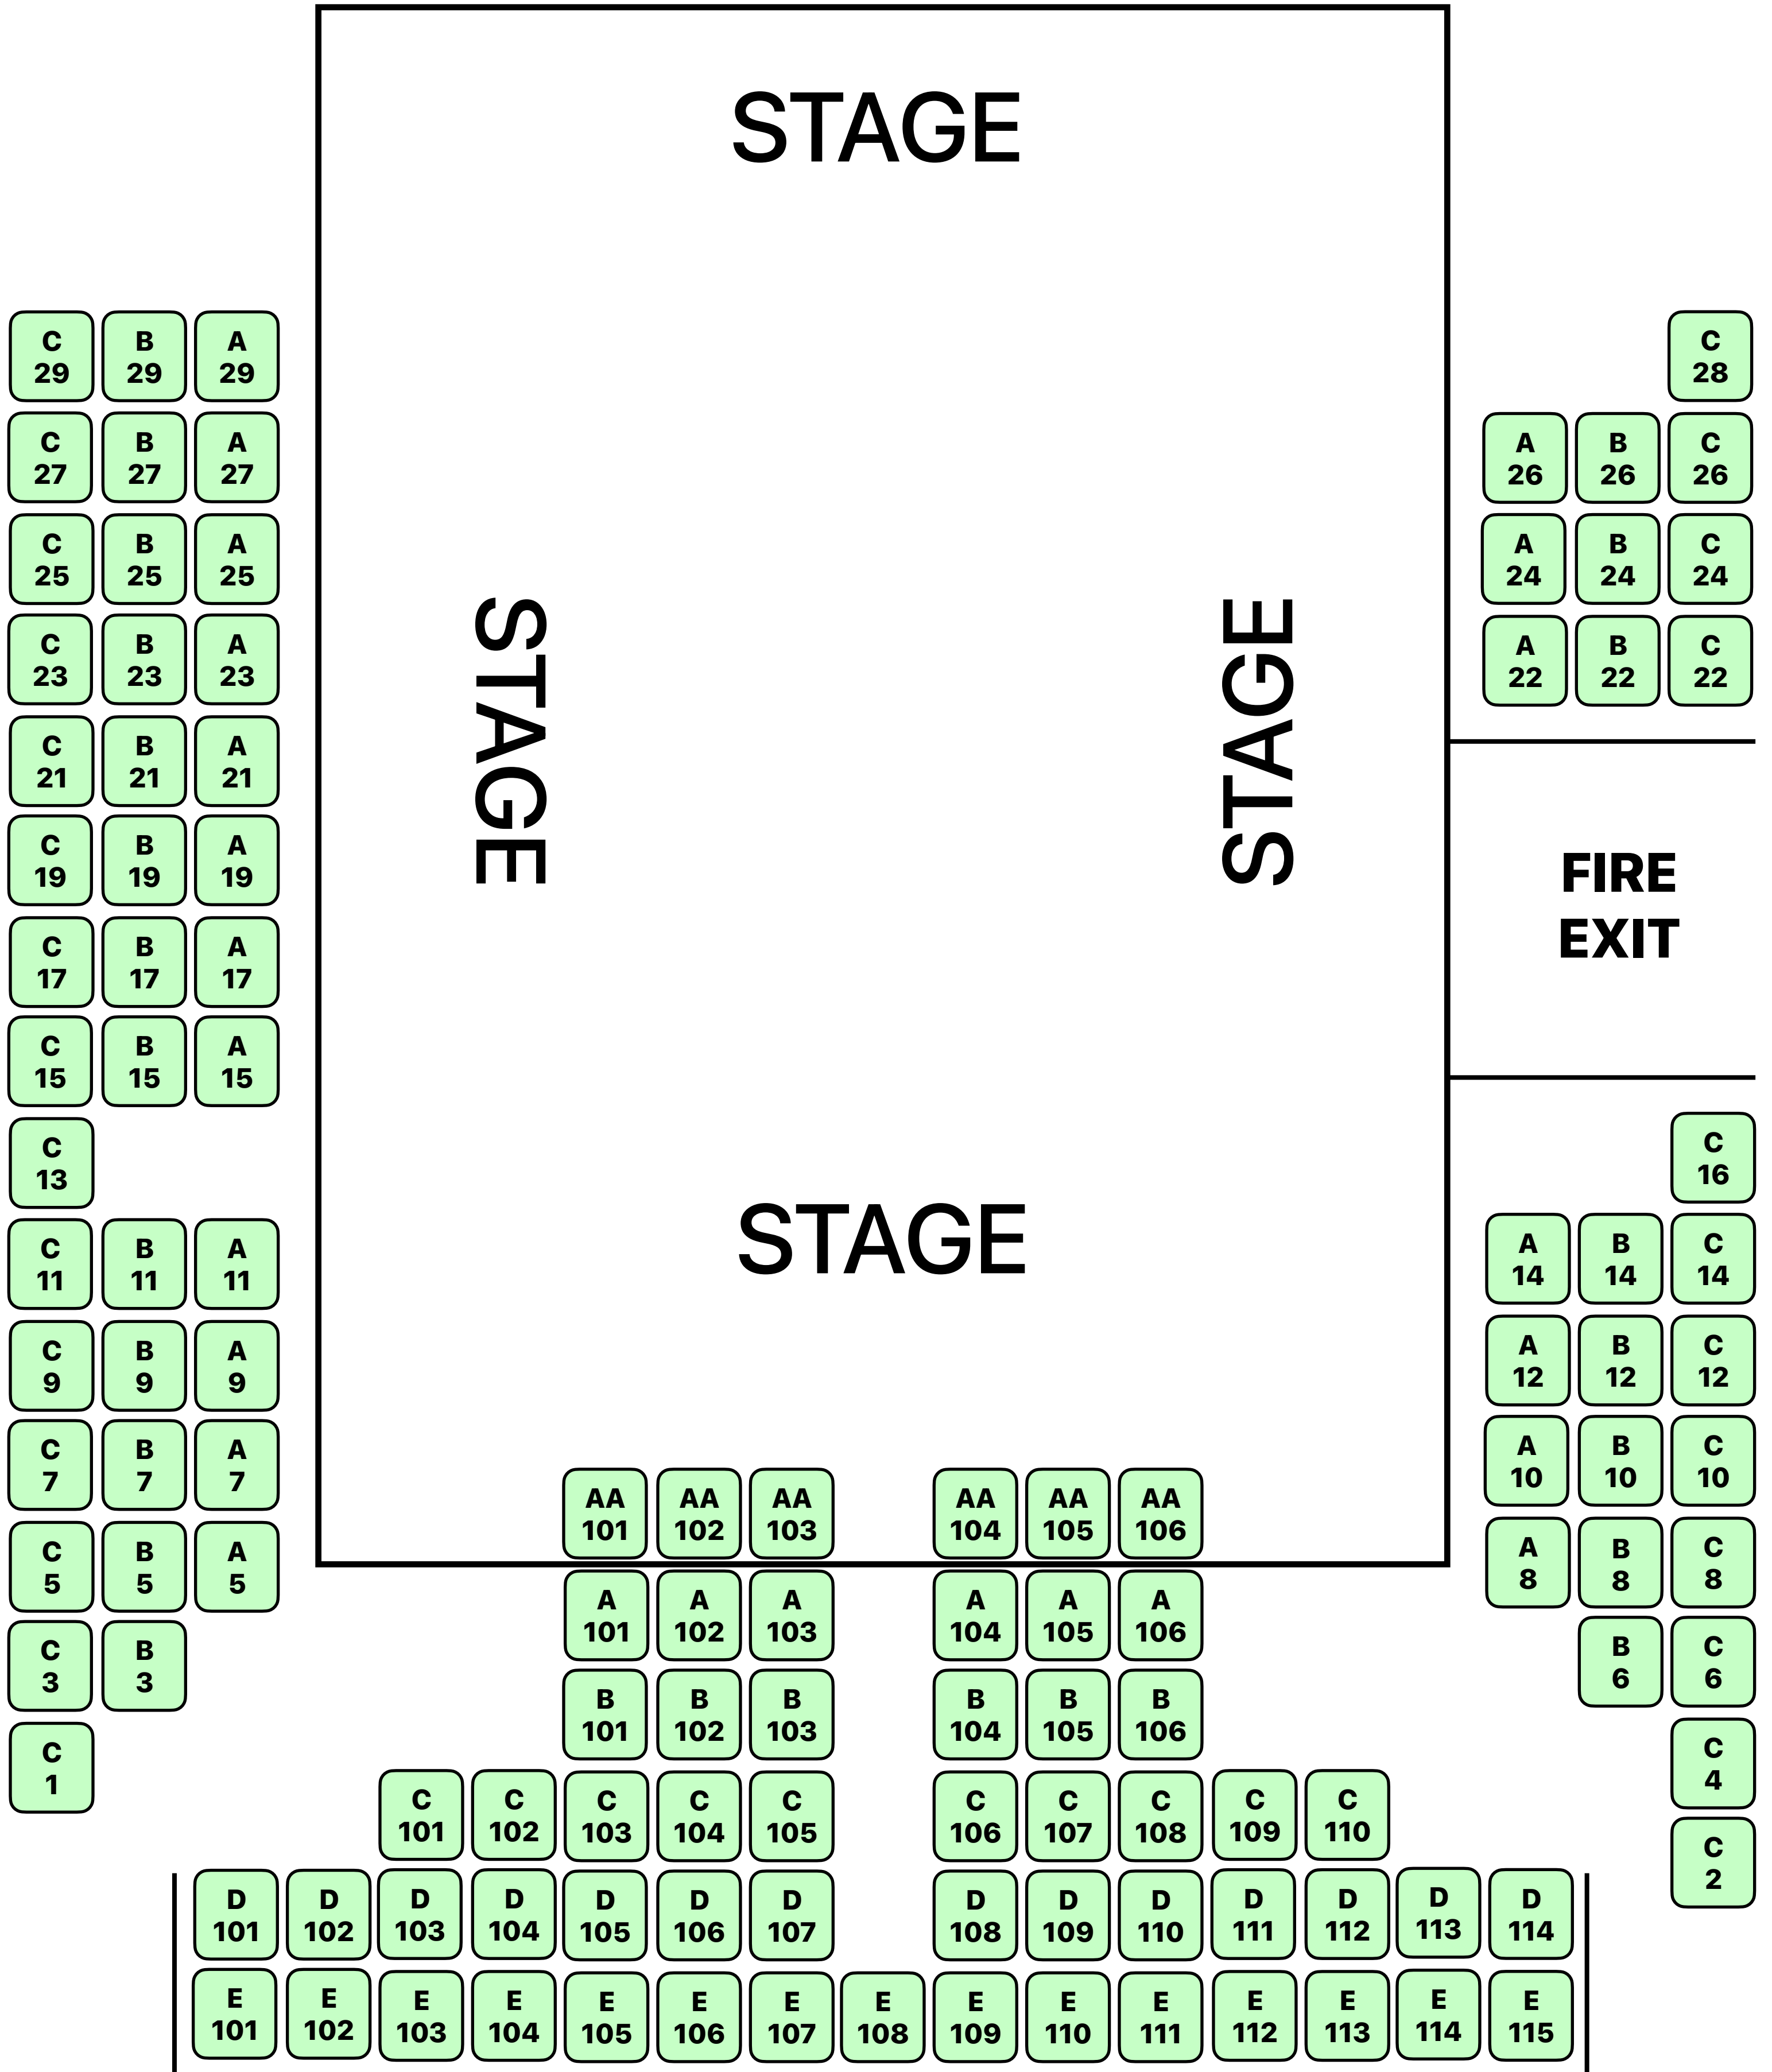 STAGE
C 29 B 29 A 29
C 28
C 27 B 27 A 27
A 26 B 26 C 26
C 25 B 25 A 25
A 24 B 24 C 24
C 23 B 23 A 23
A 22 B 22 C 22
STAGE
STAGE
C 21 B 21 A 21
C 19 B 19 A 19
FIRE
EXIT
C 17 B 17 A 17
C 15 B 15 A 15
C 13
C 16
STAGE
C 11 B 11 A 11
A 14 B 14 C 14
C 9 B 9 A 9
A 12 B 12 C 12
C 7 B 7 A 7
A 10 B 10 C 10
AA 101 AA 102 AA 103 AA 104 AA 105 AA 106
C 5 B 5 A 5
A 8 B 8 C 8
A 101 A 102 A 103 A 104 A 105 A 106
C 3 B 3
B 6 C 6
B 101 B 102 B 103 B 104 B 105 B 106
C 1
C 4
C 101 C 102 C 103 C 104 C 105 C 106 C 107 C 108 C 109 C 110
C 2
D 101 D 102 D 103 D 104 D 105 D 106 D 107 D 108 D 109 D 110 D 111 D 112 D 113 D 114
E 101 E 102 E 103 E 104 E 105 E 106 E 107 E 108 E 109 E 110 E 111 E 112 E 113 E 114 E 115